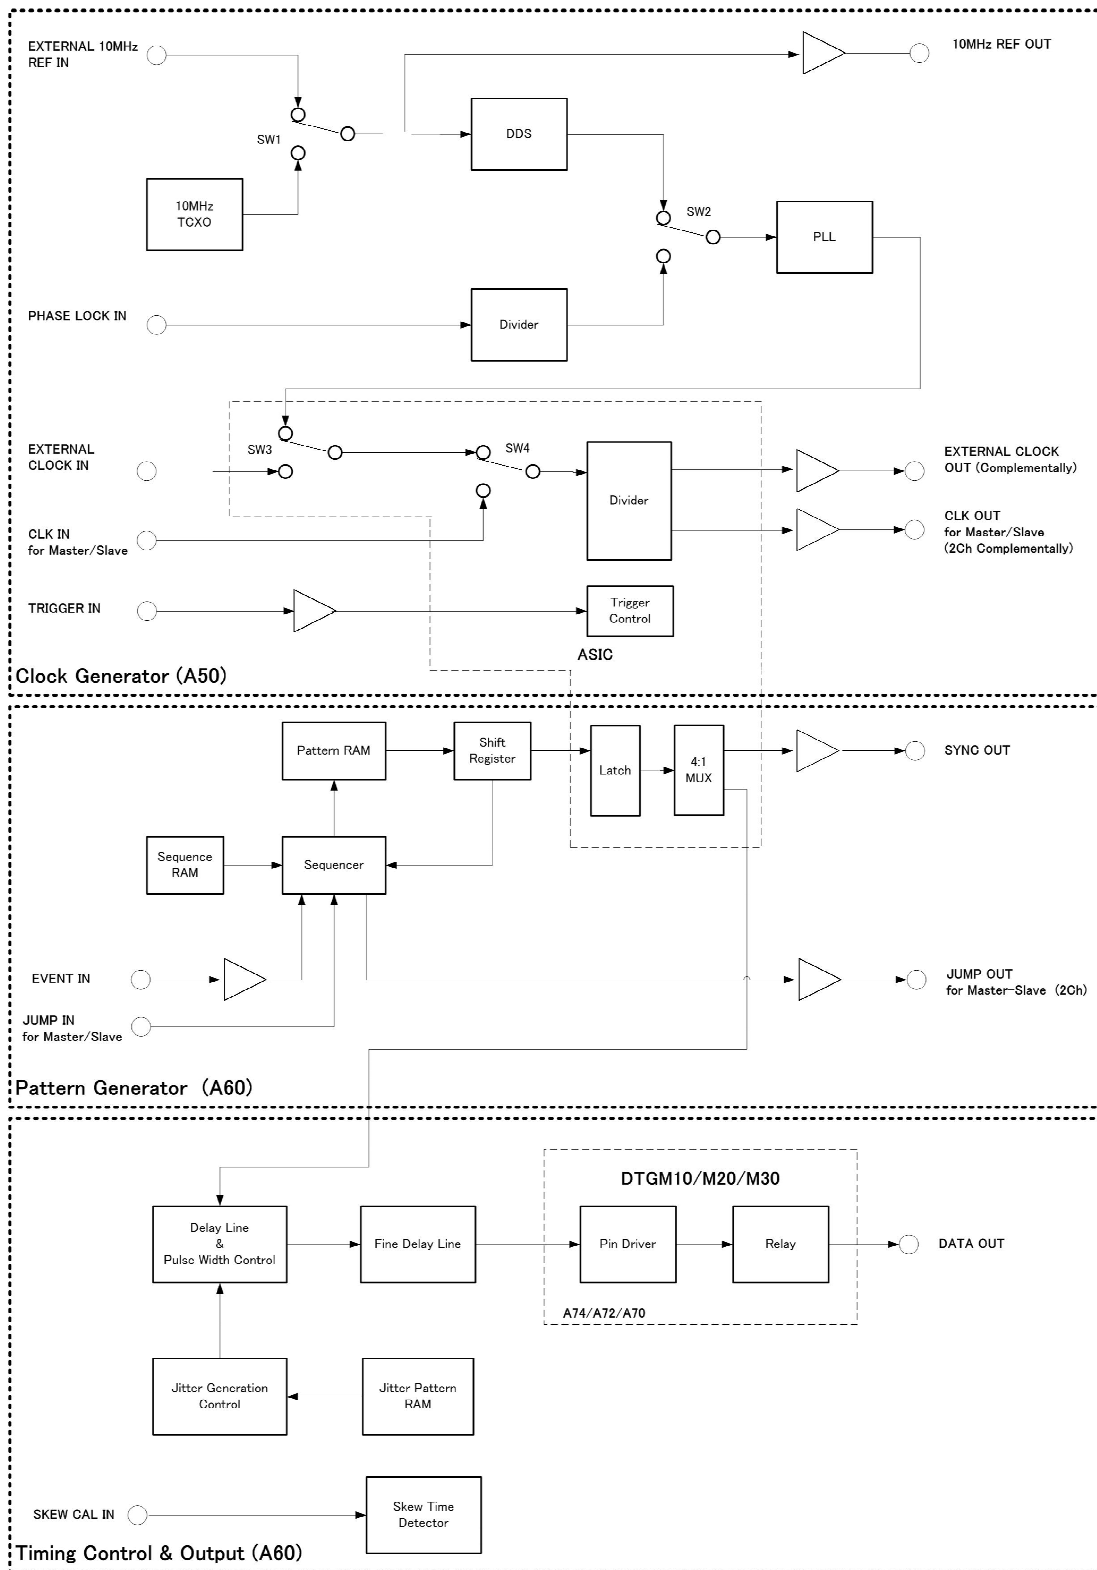 EXTERNAL 10MHz
REF IN
10MHz REF OUT
SW1
DDS
10MHz
TCXO
SW2
PLL
PHASE LOCK IN
Divider
EXTERNAL
CLOCK IN
SW3
SW4
Divider
EXTERNAL CLOCK
OUT (Complementally)
CLK IN
for Master/Slave
CLK OUT
for Master/Slave
(2Ch Complementally)
TRIGGER IN
Trigger
Control
ASIC
Clock Generator (A50)
Pattern RAM
Shift
Register
Latch
4:1
MUX
SYNC OUT
Sequence
RAM
Sequencer
EVENT IN
JUMP OUT
for Master-Slave (2Ch)
JUMP IN
for Master/Slave
Pattern Generator (A60)
DTGM10/M20/M30
Delay Line
&
Pulse Width Control
Fine Delay Line
Pin Driver
Relay
DATA OUT
A74/A72/A70
Jitter Generation
Control
Jitter Pattern
RAM
SKEW CAL IN
Skew Time
Detector
Timing Control & Output (A60)